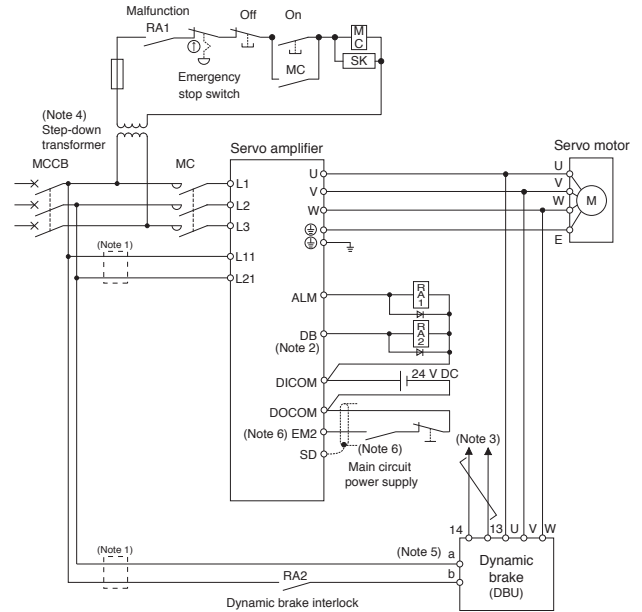 Malfunction
RA1
Off
On
MC
SK
MC
Emergency
stop switch
(Note 4)
Step-down
transformer
MCCB
MC
Servo amplifier
Servo motor
L1
L2
L3
L11
L21
(Note 1)
U
V
W
U
V
W
E
M
ALM
RA1
DB
(Note 2)
RA2
DICOM
24 V DC
DOCOM
(Note 6) EM2
SD
(Note 6)
Main circuit
power supply
(Note 3)
14
13
U
V
W
(Note 1)
(Note 5)
a
b
RA2
Dynamic brake interlock
Dynamic
brake
(DBU)